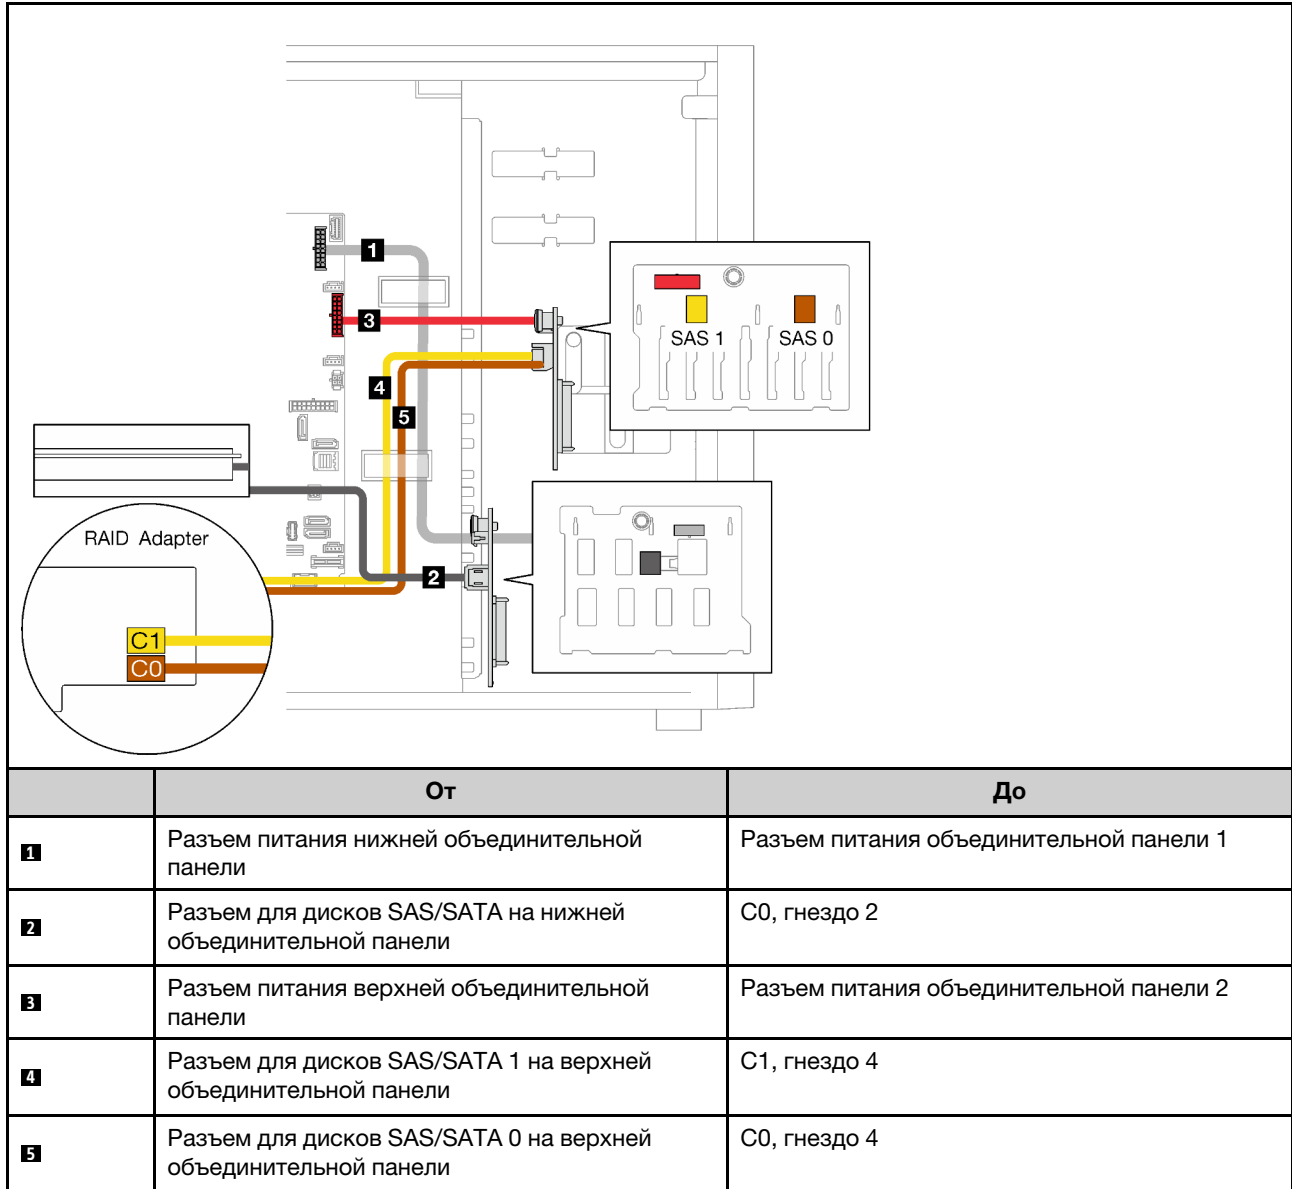 1
3
SAS 1 SAS 0
4
5
RAID Adapter
2
C1
C0
От До
1 Разъем питания нижней объединительной Разъем питания объединительной панели 1
панели
2 Разъем для дисков SAS/SATA на нижней C0, гнездо 2
объединительной панели
3 Разъем питания верхней объединительной Разъем питания объединительной панели 2
панели
4 Разъем для дисков SAS/SATA 1 на верхней C1, гнездо 4
объединительной панели
5 Разъем для дисков SAS/SATA 0 на верхней C0, гнездо 4
объединительной панели